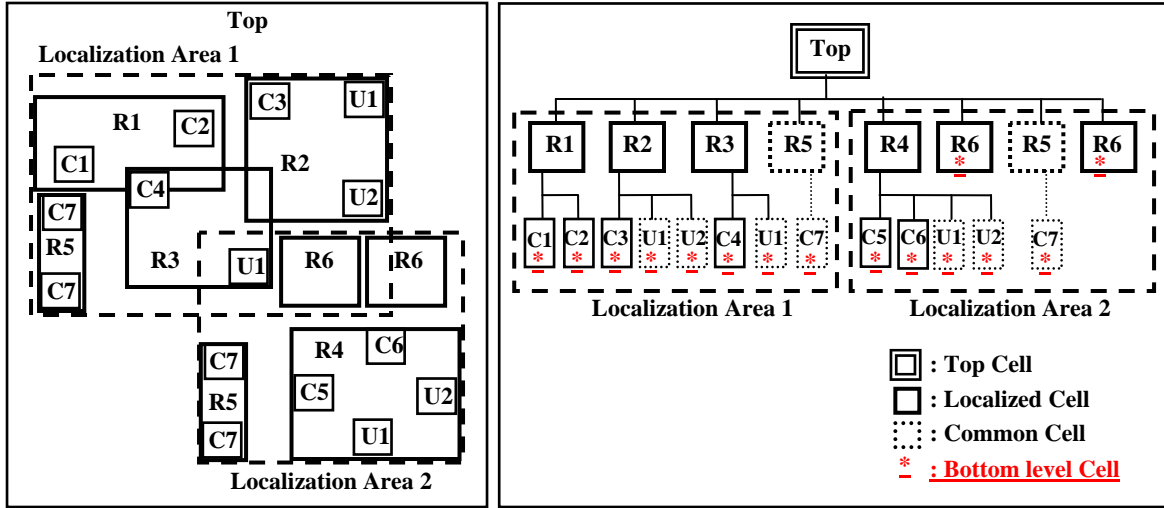 Top
Localization Area 1
C3 U1
R1 C2
R2
C1
C4
U2
C7
R5
R3
U1
R6 R6
C7
R4 C6
C7
C5
R5
U2
C7
U1
Localization Area 2
Top
R1 R2 R3 R5 R4 R6 R5 R6
* *
C1 C2 C3 U1 U2 C4 U1 C7 C5 C6 U1 U2 C7
* * * * * * * * * * * * *
Localization Area 1 Localization Area 2
: Top Cell
: Localized Cell
: Common Cell
* : Bottom level Cell